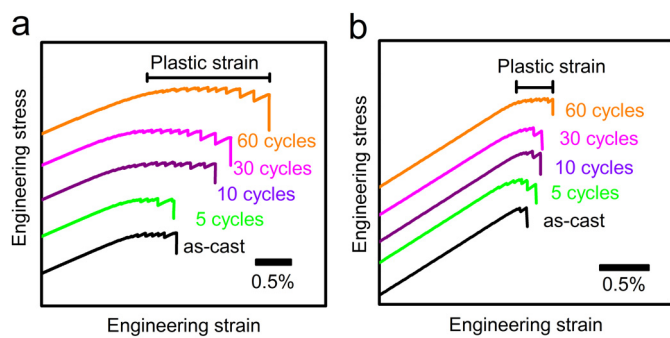 a
Plastic strain
Engineering stress
60 cycles
30 cycles
10 cycles
5 cycles
as-cast
0.5%
Engineering strain
b
Plastic strain
Engineering stress
60 cycles
30 cycles
10 cycles
5 cycles
as-cast
0.5%
Engineering strain